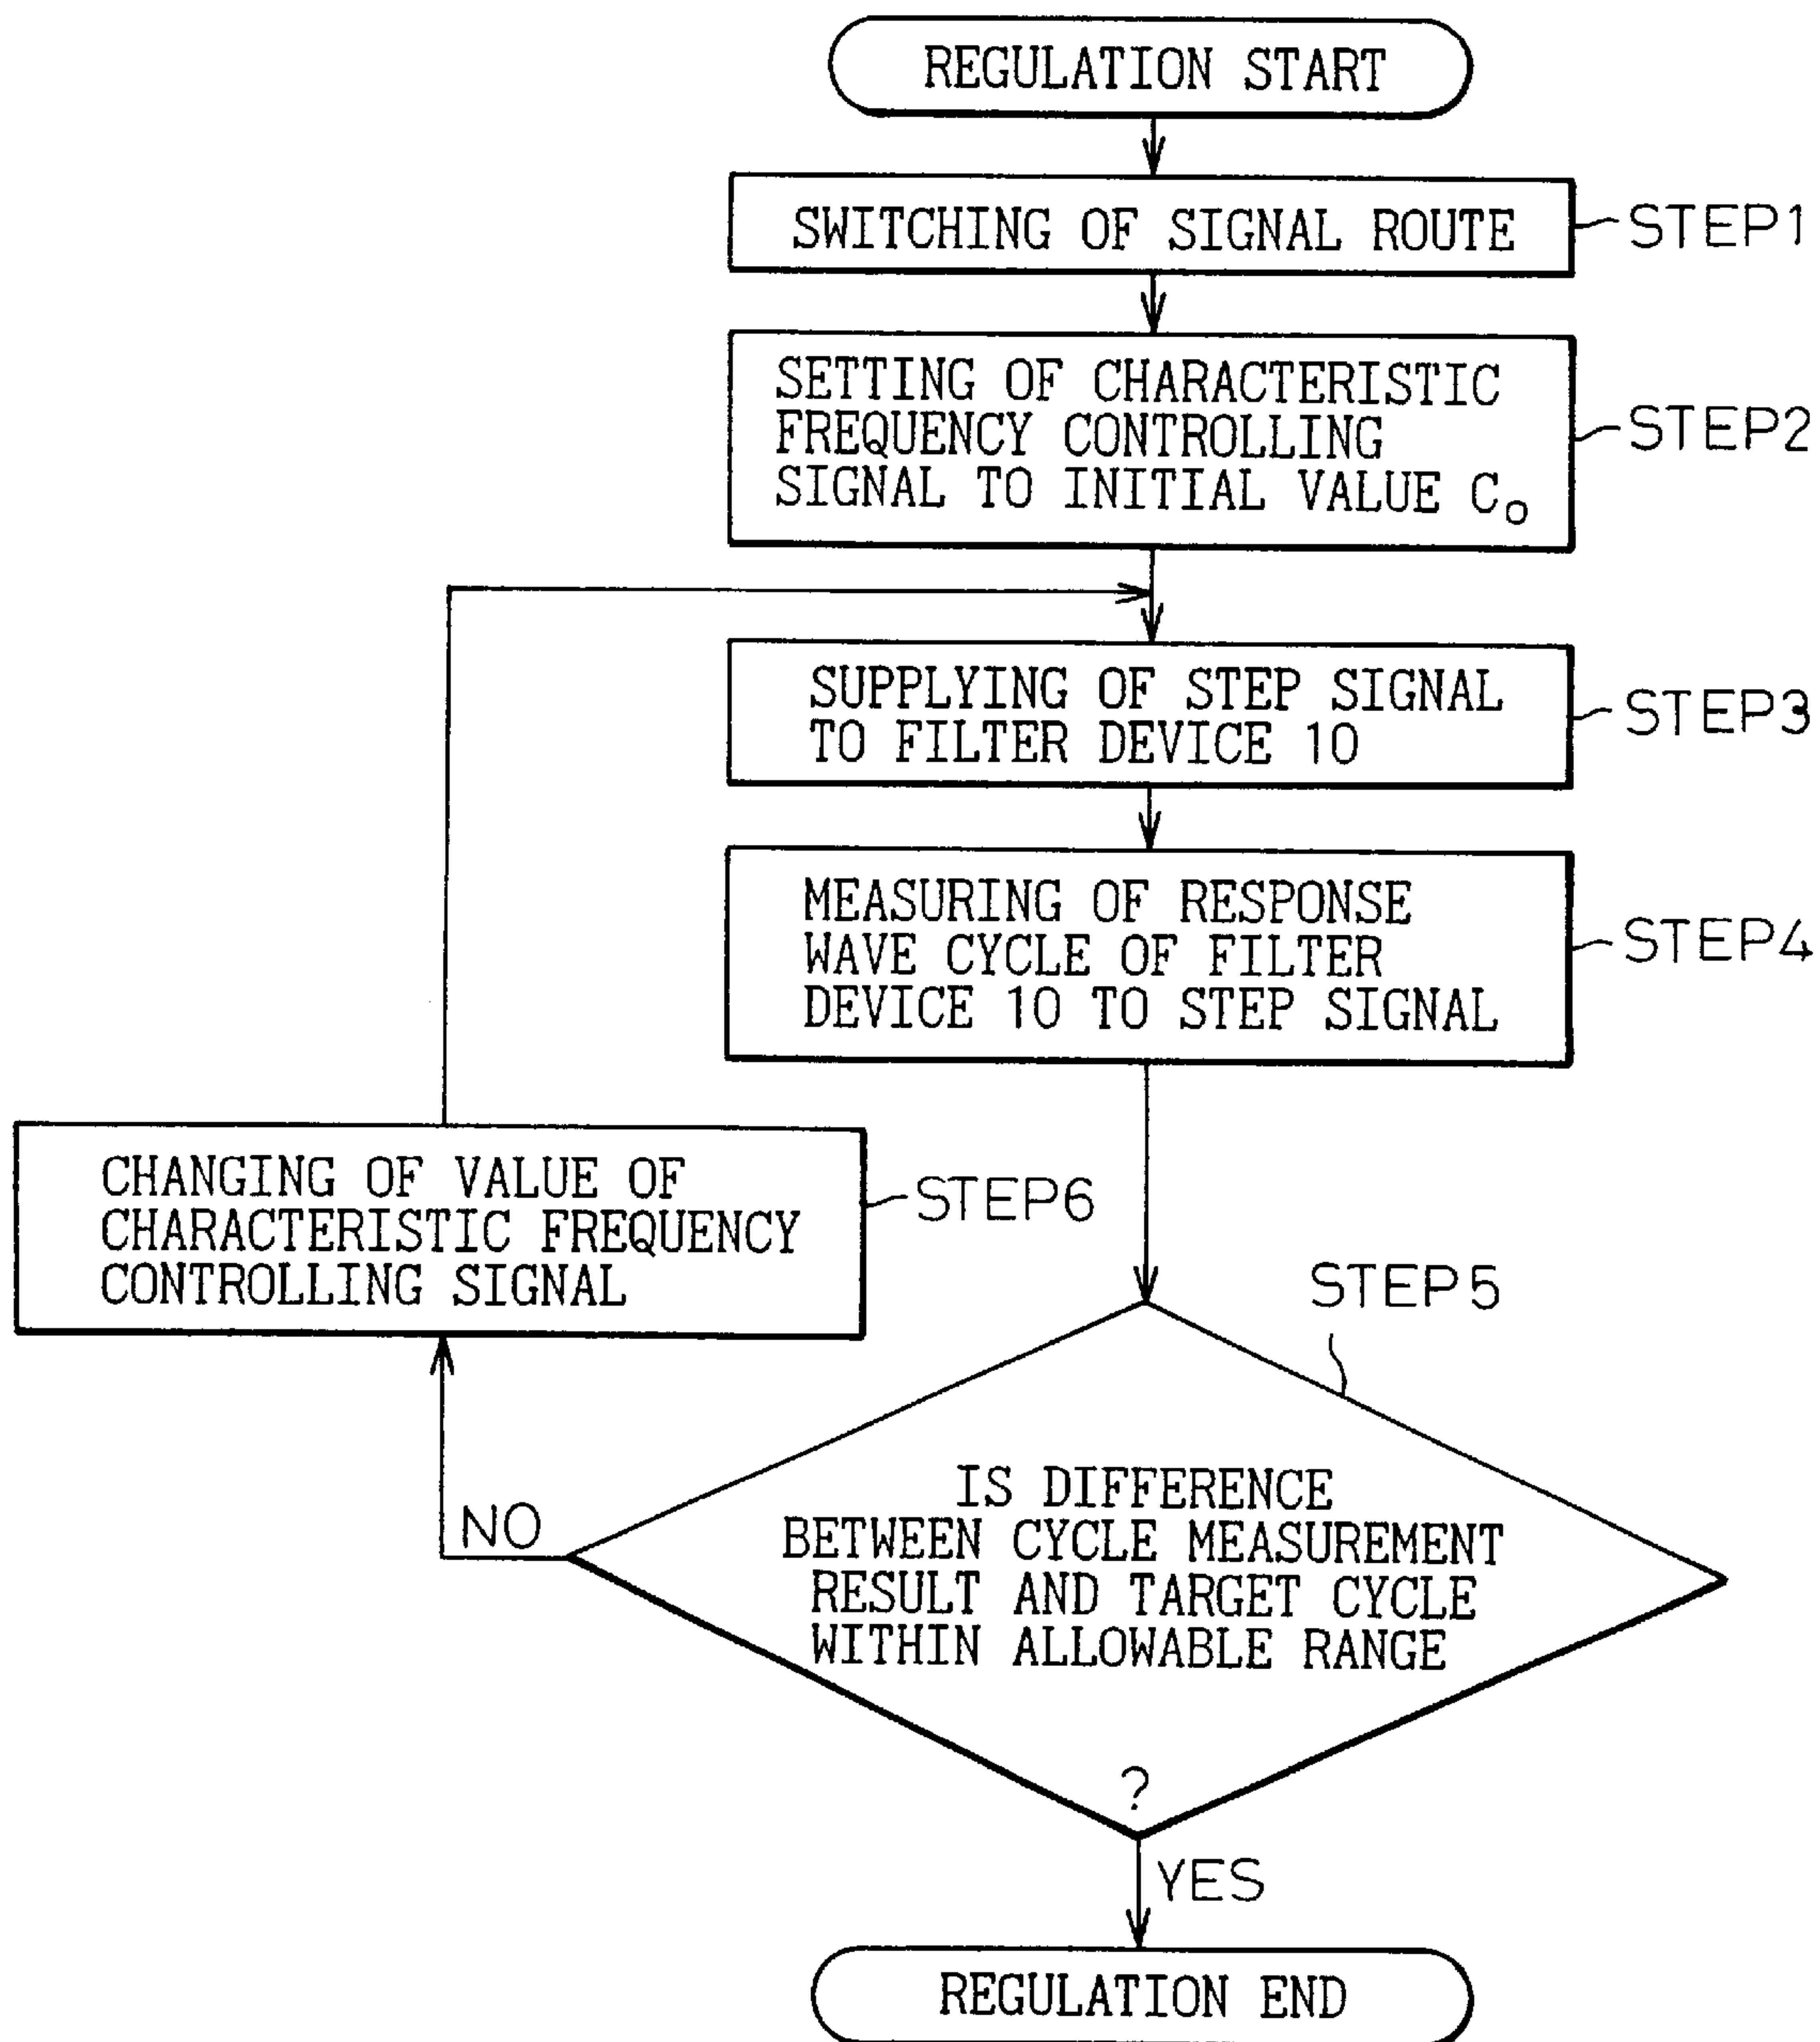 REGULATION START
SWITCHING OF SIGNAL ROUTE
STEP1
SETTING OF CHARACTERISTIC
FREQUENCY CONTROLLING
SIGNAL TO INITIAL VALUE C₀
STEP2
SUPPLYING OF STEP SIGNAL
TO FILTER DEVICE 10
STEP3
MEASURING OF RESPONSE
WAVE CYCLE OF FILTER
DEVICE 10 TO STEP SIGNAL
STEP4
CHANGING OF VALUE OF
CHARACTERISTIC FREQUENCY
CONTROLLING SIGNAL
STEP6
STEP5
IS DIFFERENCE
BETWEEN CYCLE MEASUREMENT
RESULT AND TARGET CYCLE
WITHIN ALLOWABLE RANGE
?
NO
YES
REGULATION END